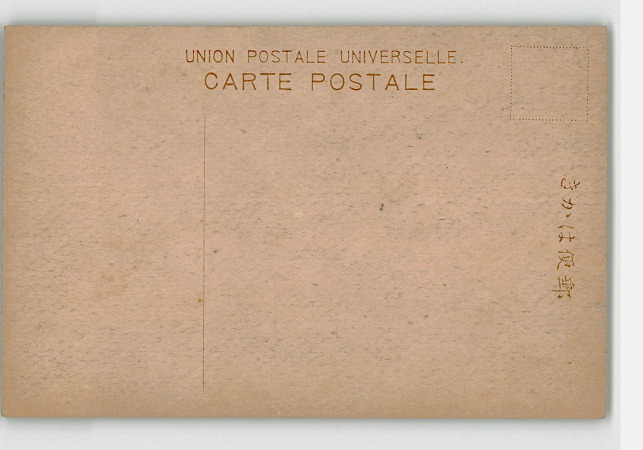 UNION POSTALE UNIVERSELLE.
CARTE POSTALE
郵便はかき